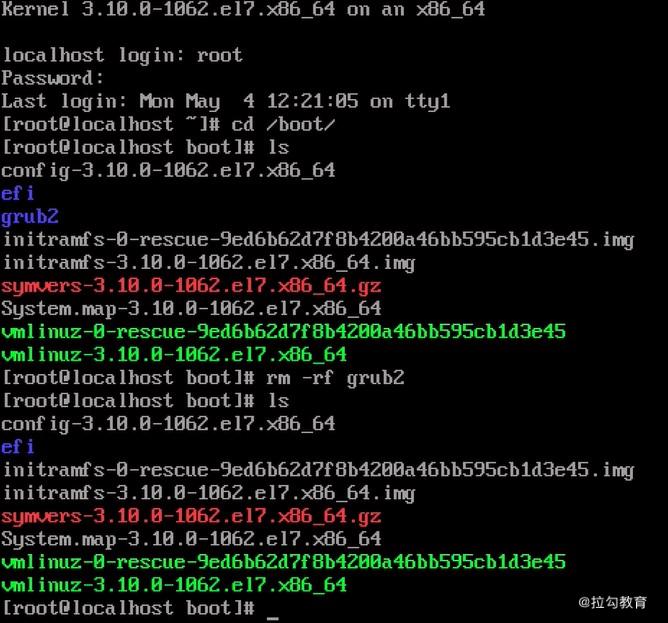 Kernel 3.10.0-1062.el7.x86_64 on an x86_64
localhost login: root
Password:
Last login: Mon May  4 12:21:05 on tty1
[root@localhost ~]# cd /boot/
[root@localhost boot]# ls
config-3.10.0-1062.el7.x86_64
efi
grub2
initramfs-0-rescue-9ed6b62d7f8b4200a46bb595cb1d3e45.img
initramfs-3.10.0-1062.el7.x86_64.img
symvers-3.10.0-1062.el7.x86_64.gz
System.map-3.10.0-1062.el7.x86_64
vmlinuz-0-rescue-9ed6b62d7f8b4200a46bb595cb1d3e45
vmlinuz-3.10.0-1062.el7.x86_64
[root@localhost boot]# rm -rf grub2
[root@localhost boot]# ls
config-3.10.0-1062.el7.x86_64
efi
initramfs-0-rescue-9ed6b62d7f8b4200a46bb595cb1d3e45.img
initramfs-3.10.0-1062.el7.x86_64.img
symvers-3.10.0-1062.el7.x86_64.gz
System.map-3.10.0-1062.el7.x86_64
vmlinuz-0-rescue-9ed6b62d7f8b4200a46bb595cb1d3e45
vmlinuz-3.10.0-1062.el7.x86_64
[root@localhost boot]# _
@拉勾教育